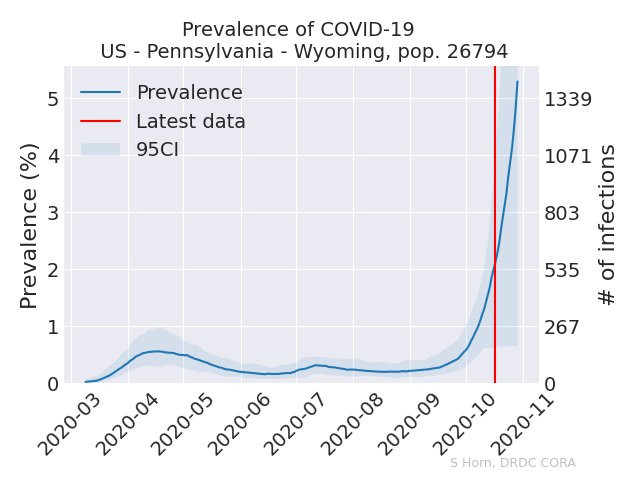 Prevalence of COVID-19
US - Pennsylvania - Wyoming, pop. 26794
Prevalence
Latest data
95CI
Prevalence (%)
5
4
3
2
1
0
1339
1071
803
535
267
0
# of infections
2020-03
2020-04
2020-05
2020-06
2020-07
2020-08
2020-09
2020-10
2020-11
S Horn, DRDC CORA